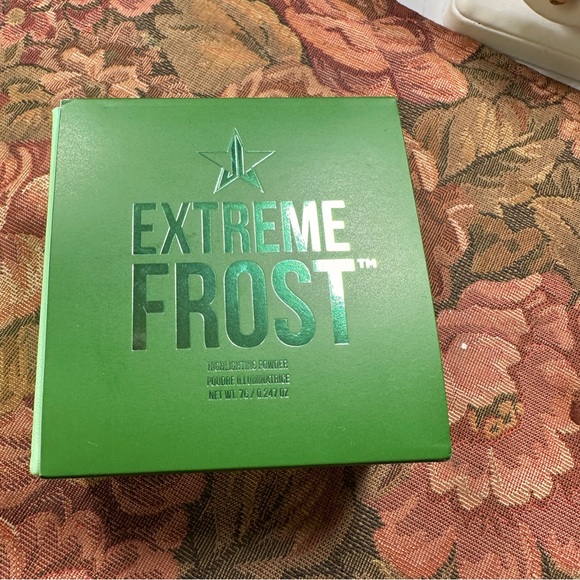 EXTREME
FROST™
HIGHLIGHTING POWDER
POUDRE ILLUMINATRICE
NET WT. 7G / 0.247 OZ